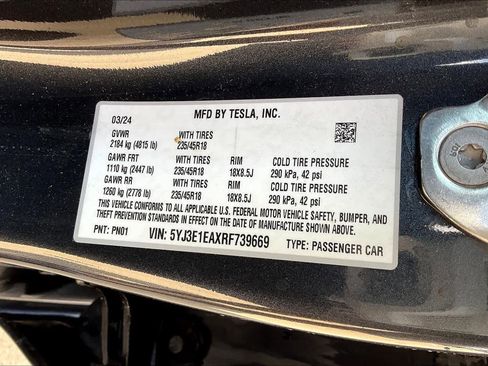 MFD BY TESLA, INC.
03/24
GVWR WITH TIRES
2184 kg (4815 lb) 235/45R18
GAWR FRT WITH TIRES RIM COLD TIRE PRESSURE
1110 kg (2447 lb) 235/45R18 18X8.5J 290 kPa, 42 psi
GAWR RR WITH TIRES RIM COLD TIRE PRESSURE
1260 kg (2778 lb) 235/45R18 18X8.5J 290 kPa, 42 psi
THIS VEHICLE CONFORMS TO ALL APPLICABLE U.S. FEDERAL MOTOR VEHICLE SAFETY, BUMPER, AND
THEFT PREVENTION STANDARDS IN EFFECT ON THE DATE OF MANUFACTURE SHOWN ABOVE.
PNT: PN01 VIN: 5YJ3E1EAXRF739669 TYPE: PASSENGER CAR